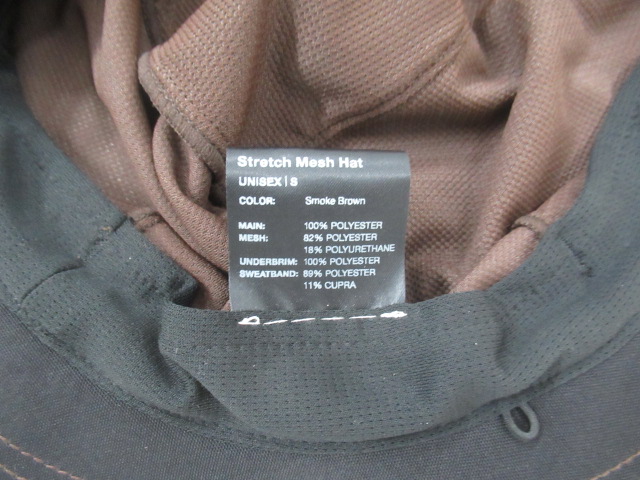 Stretch Mesh Hat
UNISEX | S
COLOR: Smoke Brown
MAIN: 100% POLYESTER
MESH: 82% POLYESTER
18% POLYURETHANE
UNDERBRIM: 100% POLYESTER
SWEATBAND: 89% POLYESTER
11% CUPRA